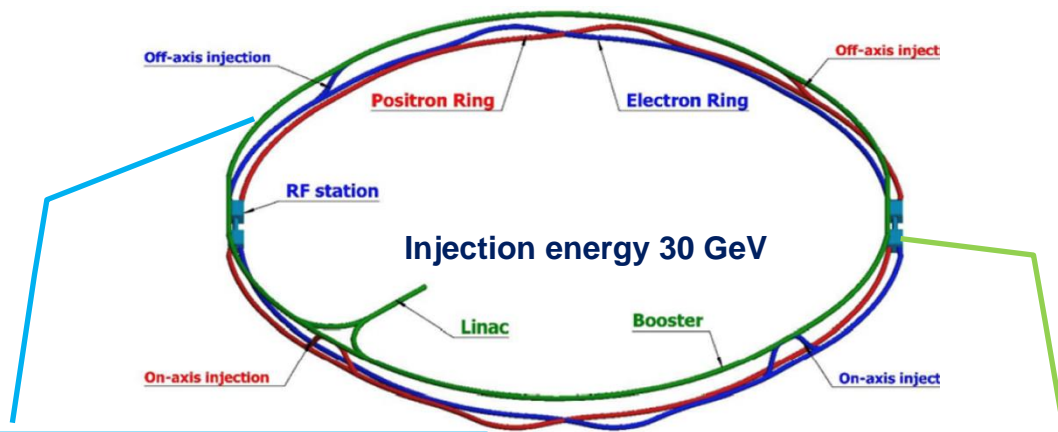 Off-axis injection
Off-axis inject
Positron Ring
Electron Ring
RF station
Injection energy 30 GeV
Linac
Booster
On-axis injection
On-axis inject